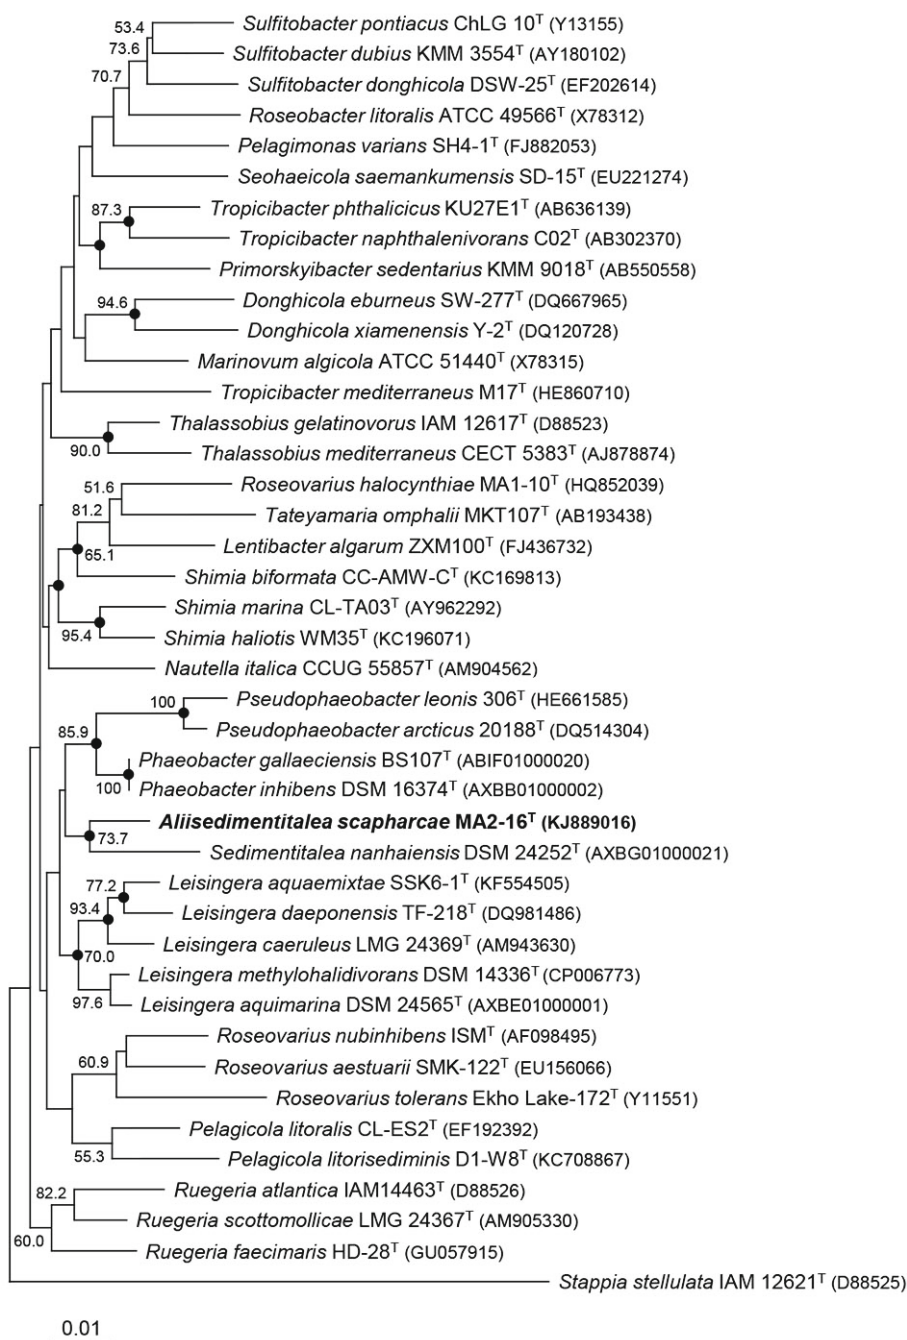 53.4
Sulfitobacter pontiacus ChLG 10ᵀ (Y13155)
73.6
Sulfitobacter dubius KMM 3554ᵀ (AY180102)
70.7
Sulfitobacter donghicola DSW-25ᵀ (EF202614)
Roseobacter litoralis ATCC 49566ᵀ (X78312)
Pelagimonas varians SH4-1ᵀ (FJ882053)
Seohaeicola saemankumensis SD-15ᵀ (EU221274)
87.3
Tropicibacter phthalicicus KU27E1ᵀ (AB636139)
Tropicibacter naphthalenivorans C02ᵀ (AB302370)
Primorskyibacter sedentarius KMM 9018ᵀ (AB550558)
94.6
Donghicola eburneus SW-277ᵀ (DQ667965)
Donghicola xiamenensis Y-2ᵀ (DQ120728)
Marinovum algicola ATCC 51440ᵀ (X78315)
Tropicibacter mediterraneus M17ᵀ (HE860710)
Thalassobius gelatinovorus IAM 12617ᵀ (D88523)
90.0
Thalassobius mediterraneus CECT 5383ᵀ (AJ878874)
51.6
Roseovarius halocynthiae MA1-10ᵀ (HQ852039)
81.2
Tateyamaria omphalii MKT107ᵀ (AB193438)
Lentibacter algarum ZXM100ᵀ (FJ436732)
65.1
Shimia biformata CC-AMW-Cᵀ (KC169813)
Shimia marina CL-TA03ᵀ (AY962292)
95.4
Shimia haliotis WM35ᵀ (KC196071)
Nautella italica CCUG 55857ᵀ (AM904562)
100
Pseudophaeobacter leonis 306ᵀ (HE661585)
85.9
Pseudophaeobacter arcticus 20188ᵀ (DQ514304)
Phaeobacter gallaeciensis BS107ᵀ (ABIF01000020)
100
Phaeobacter inhibens DSM 16374ᵀ (AXBB01000002)
Aliisedimentitalea scapharcae MA2-16ᵀ (KJ889016)
73.7
Sedimentitalea nanhaiensis DSM 24252ᵀ (AXBG01000021)
77.2
Leisingera aquaemixtae SSK6-1ᵀ (KF554505)
93.4
Leisingera daeponensis TF-218ᵀ (DQ981486)
Leisingera caeruleus LMG 24369ᵀ (AM943630)
70.0
Leisingera methylohalidivorans DSM 14336ᵀ (CP006773)
97.6
Leisingera aquimarina DSM 24565ᵀ (AXBE01000001)
Roseovarius nubinhibens ISMᵀ (AF098495)
60.9
Roseovarius aestuarii SMK-122ᵀ (EU156066)
Roseovarius tolerans Ekho Lake-172ᵀ (Y11551)
Pelagicola litoralis CL-ES2ᵀ (EF192392)
55.3
Pelagicola litorisediminis D1-W8ᵀ (KC708867)
82.2
Ruegeria atlantica IAM14463ᵀ (D88526)
Ruegeria scottomollicae LMG 24367ᵀ (AM905330)
60.0
Ruegeria faecimaris HD-28ᵀ (GU057915)
Stappia stellulata IAM 12621ᵀ (D88525)
0.01